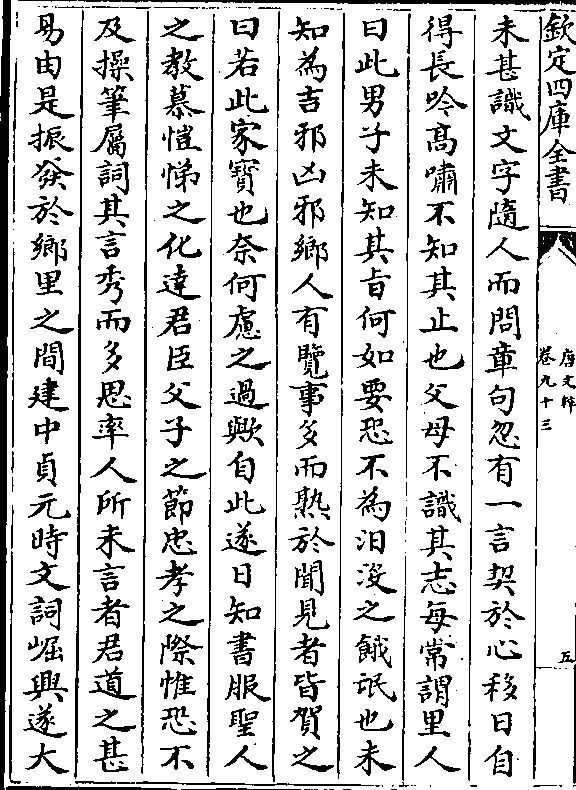 欽定四庫全書
唐文粹
卷九十三
五
未甚識文字隨人而問章句忽有一言契於心移日自
得長吟髙嘯不知其止也父母不識其志每常謂里人
曰此男子未知其旨何如要恐不為汨沒之餓氓也未
知為吉邪凶邪鄉人有覽事多而熟於聞見者皆賀之
曰若此家寳也奈何慮之過歟自此遂日知書服聖人
之教慕愷悌之化達君臣父子之節忠孝之際惟恐不
及操筆屬詞其言秀而多思率人所未言者君道之甚
易由是振發於鄉里之間建中貞元時文詞崛興遂大